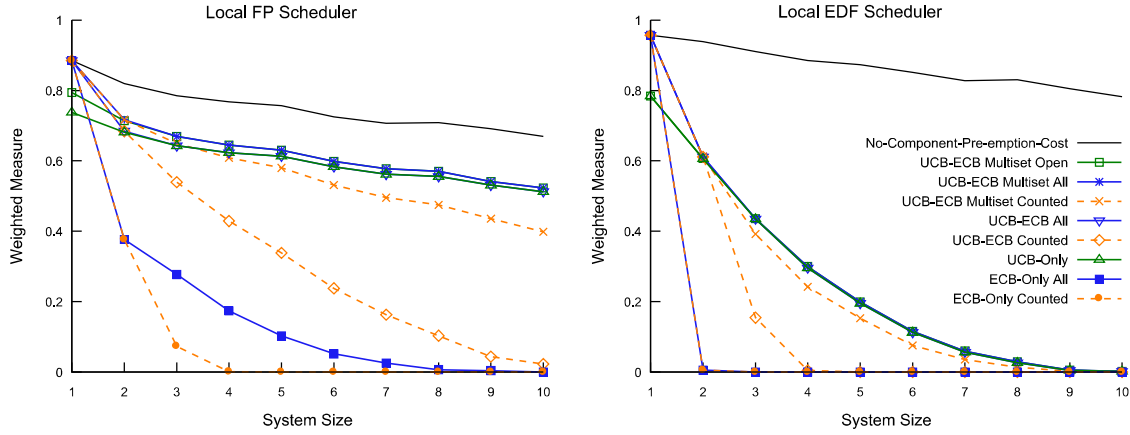 Local FP Scheduler
Weighted Measure
1
0.8
0.6
0.4
0.2
0
1 2 3 4 5 6 7 8 9 10
System Size
Local EDF Scheduler
Weighted Measure
1
0.8
0.6
0.4
0.2
0
No-Component-Pre-emption-Cost
UCB-ECB Multiset Open
UCB-ECB Multiset All
UCB-ECB Multiset Counted
UCB-ECB All
UCB-ECB Counted
UCB-Only
ECB-Only All
ECB-Only Counted
1 2 3 4 5 6 7 8 9 10
System Size